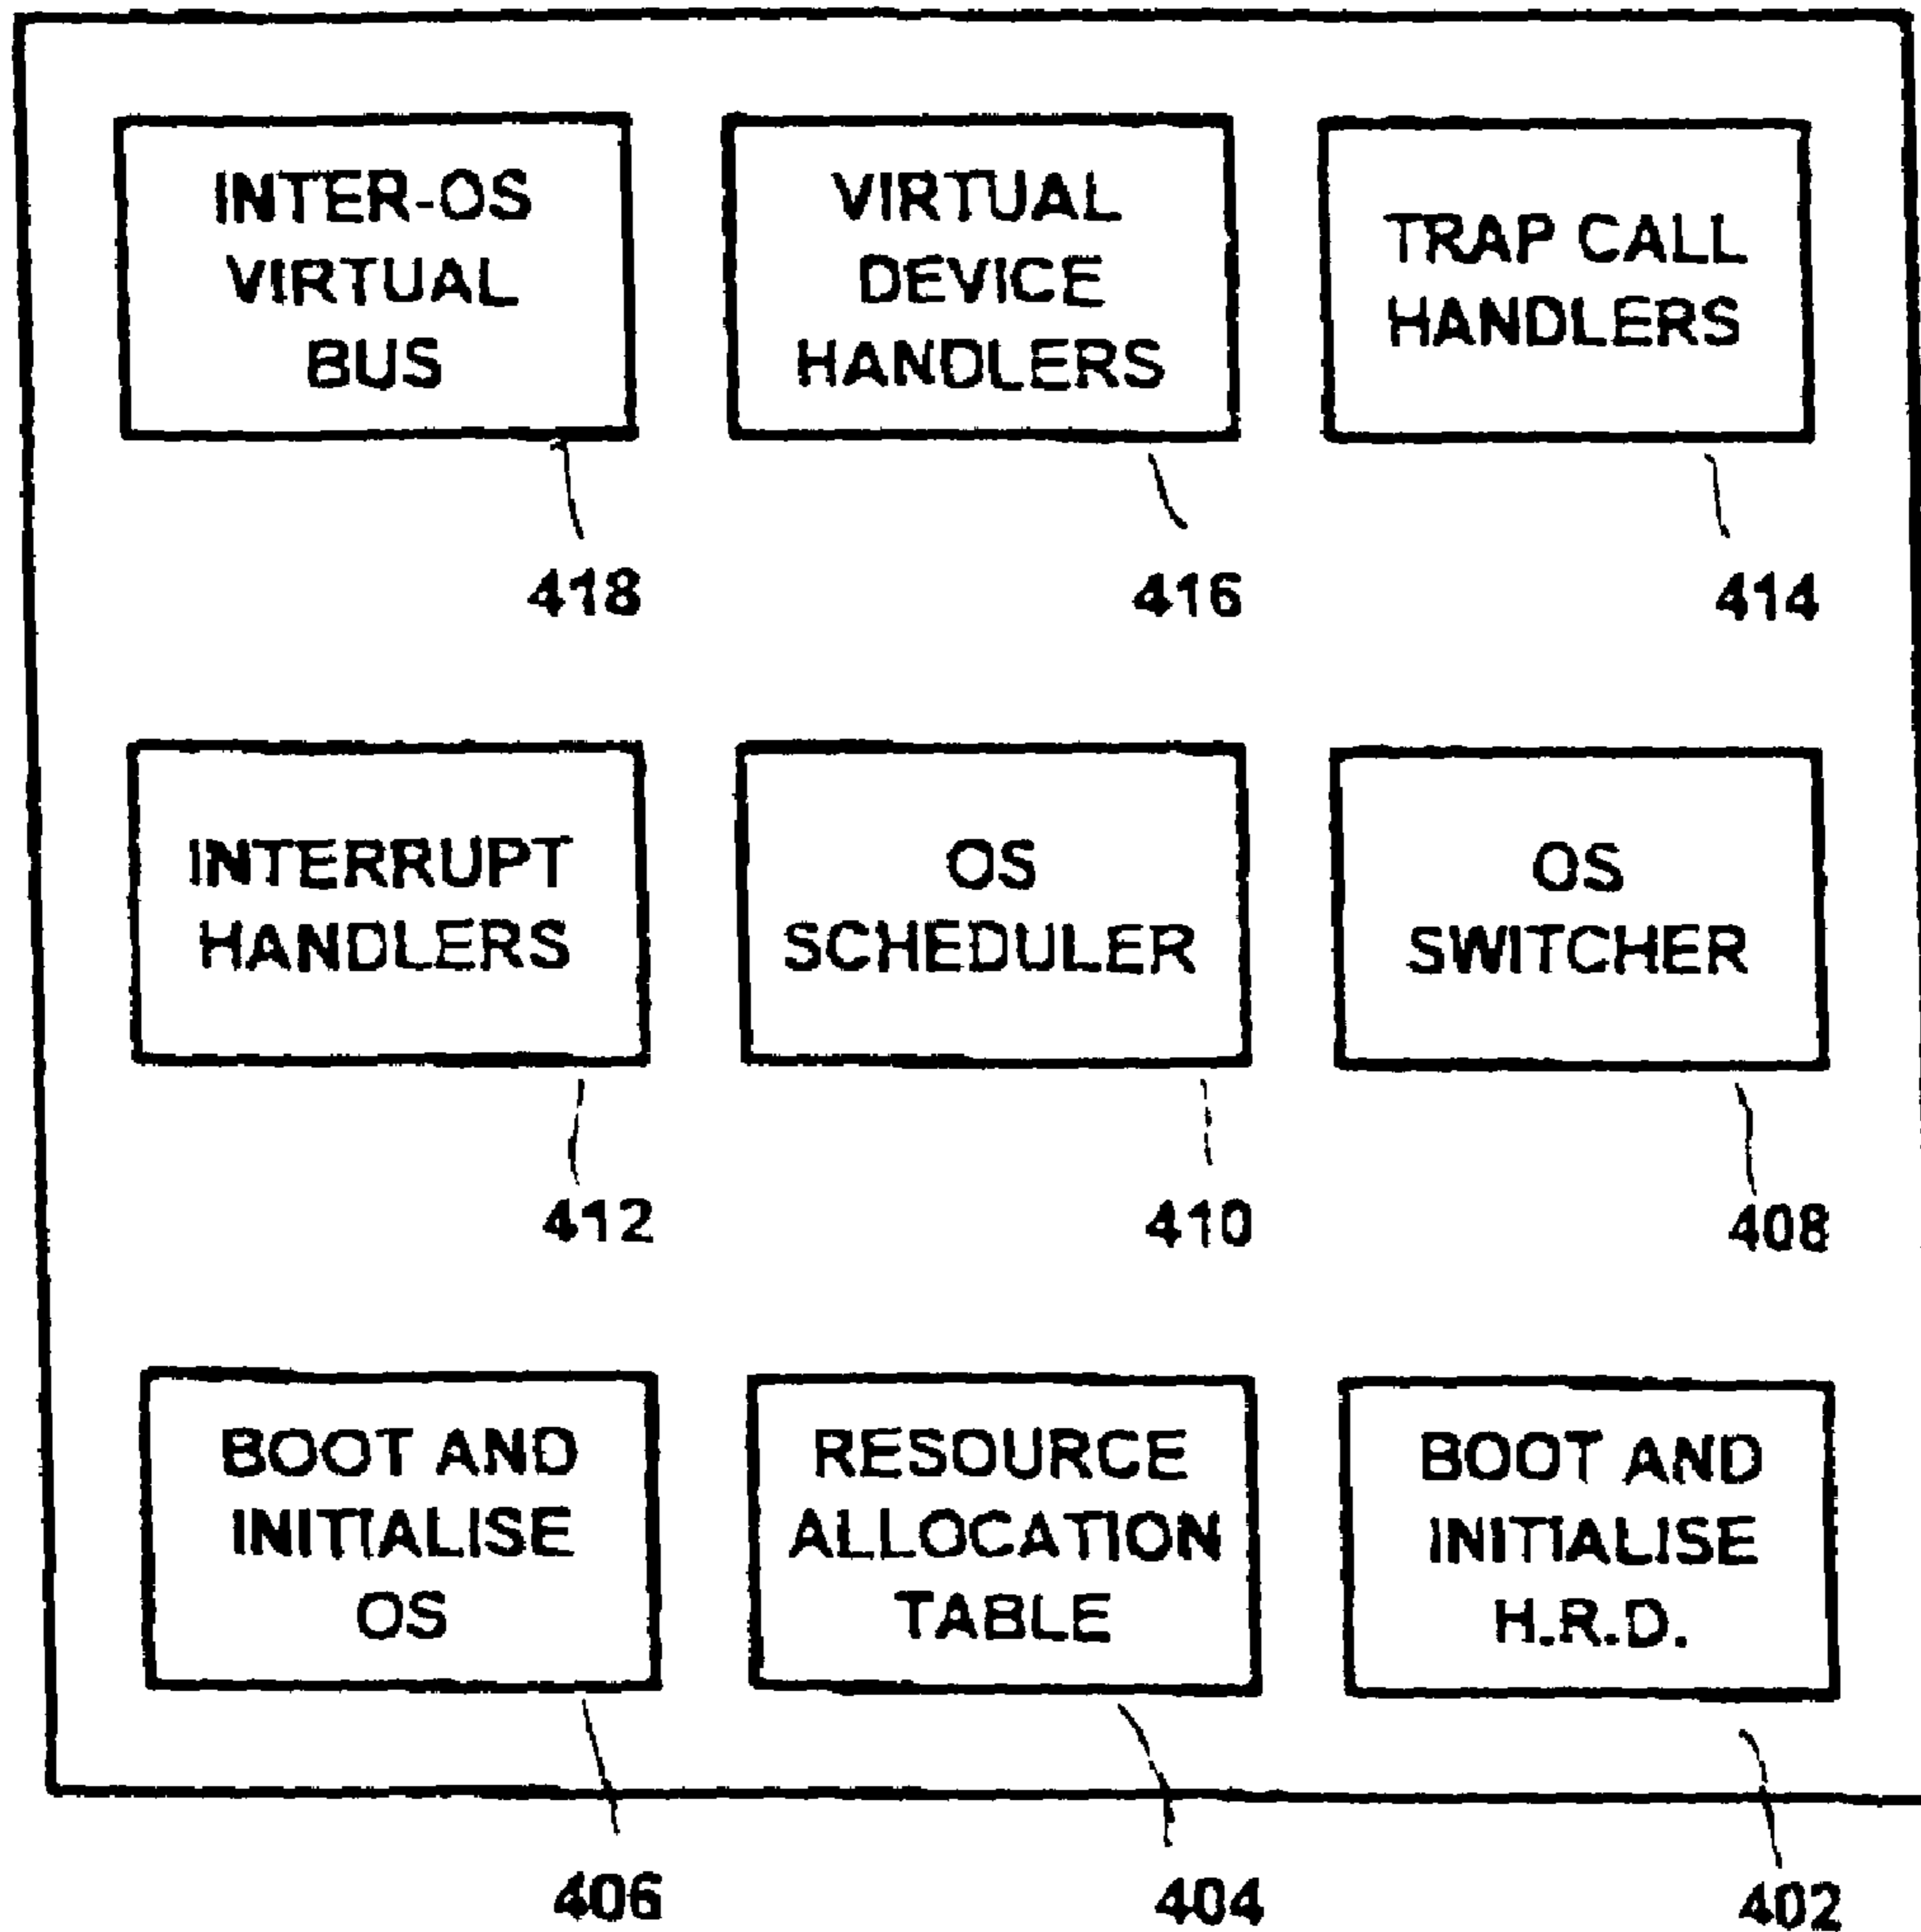 INTER-OS
VIRTUAL
BUS
418
VIRTUAL
DEVICE
HANDLERS
416
TRAP CALL
HANDLERS
414
INTERRUPT
HANDLERS
412
OS
SCHEDULER
410
OS
SWITCHER
408
BOOT AND
INITIALISE
OS
406
RESOURCE
ALLOCATION
TABLE
404
BOOT AND
INITIALISE
H.R.D.
402